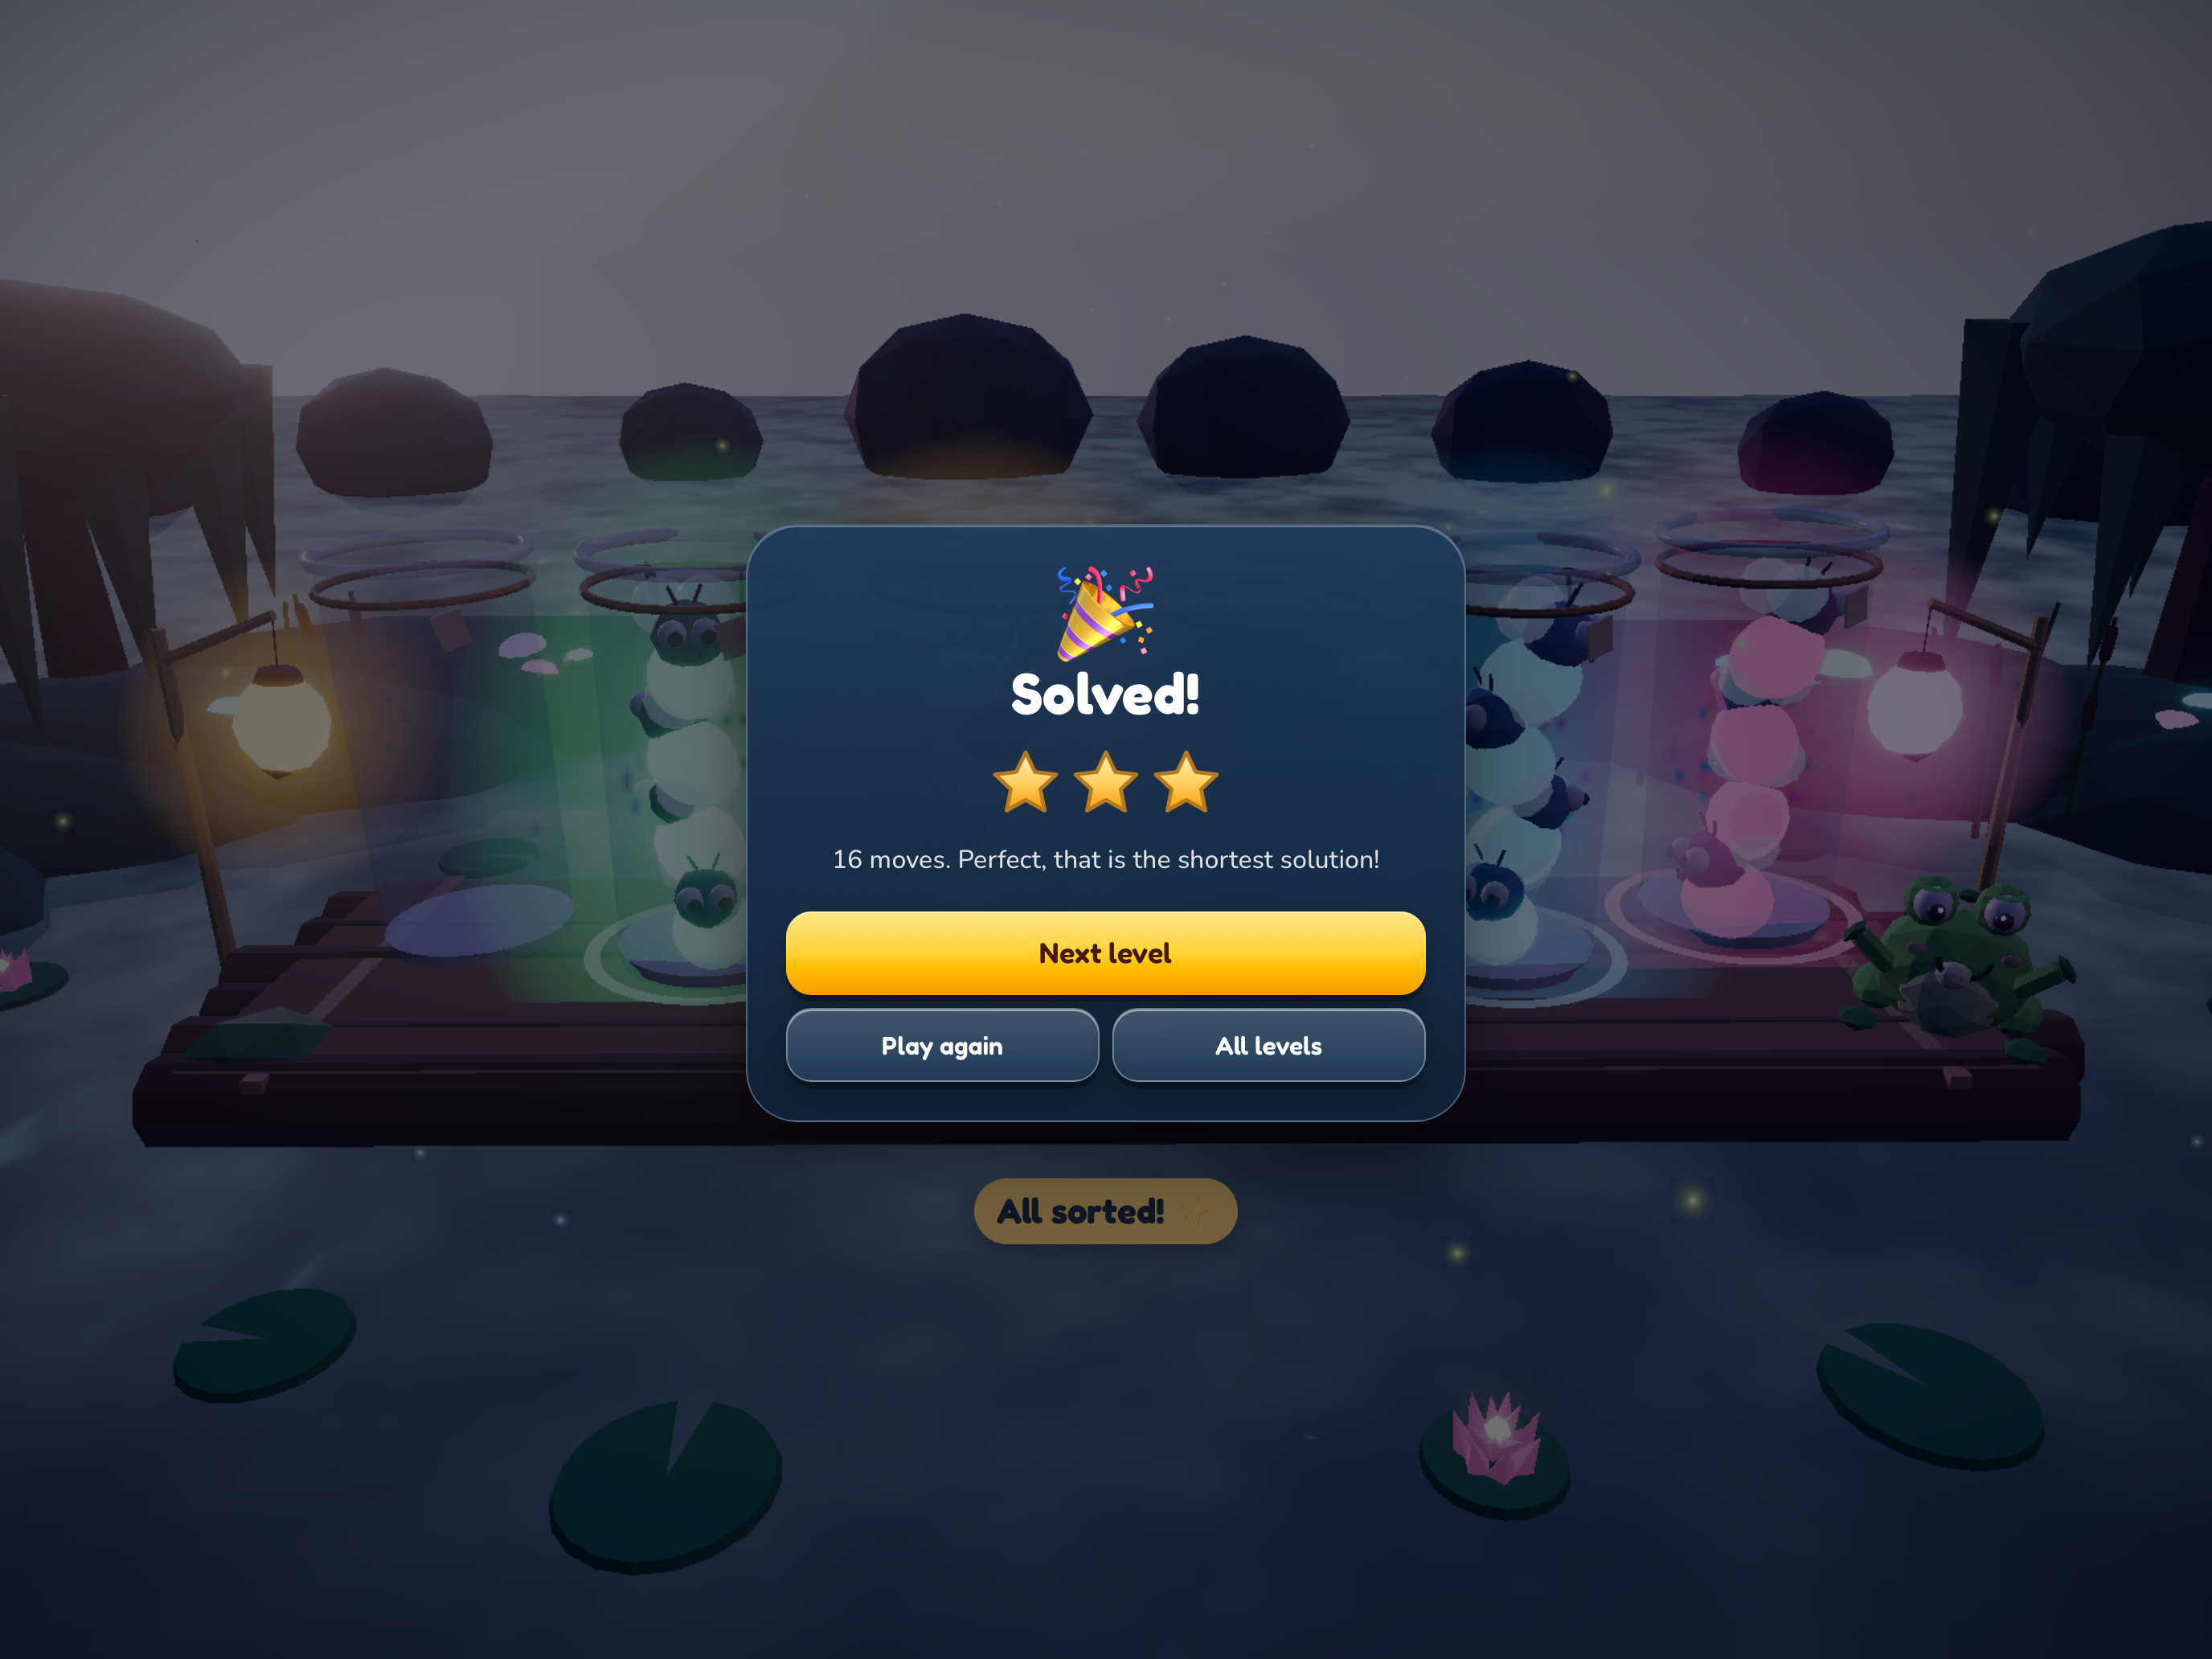 Solved!
16 moves. Perfect, that is the shortest solution!
Next level
Play again
All levels
All sorted! ✨